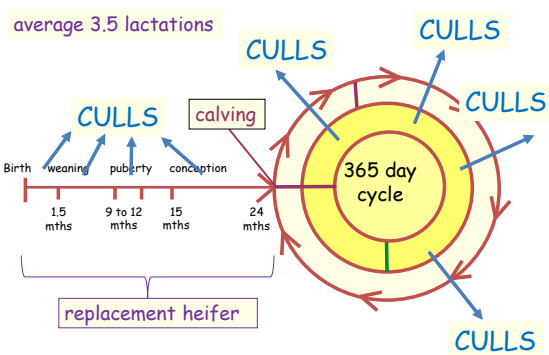 average 3.5 lactations
CULLS
CULLS
CULLS
CULLS
calving
Birth weaning puberty conception
365 day
cycle
1,5
mths
9 to 12
mths
15
mths
24
mths
replacement heifer
CULLS